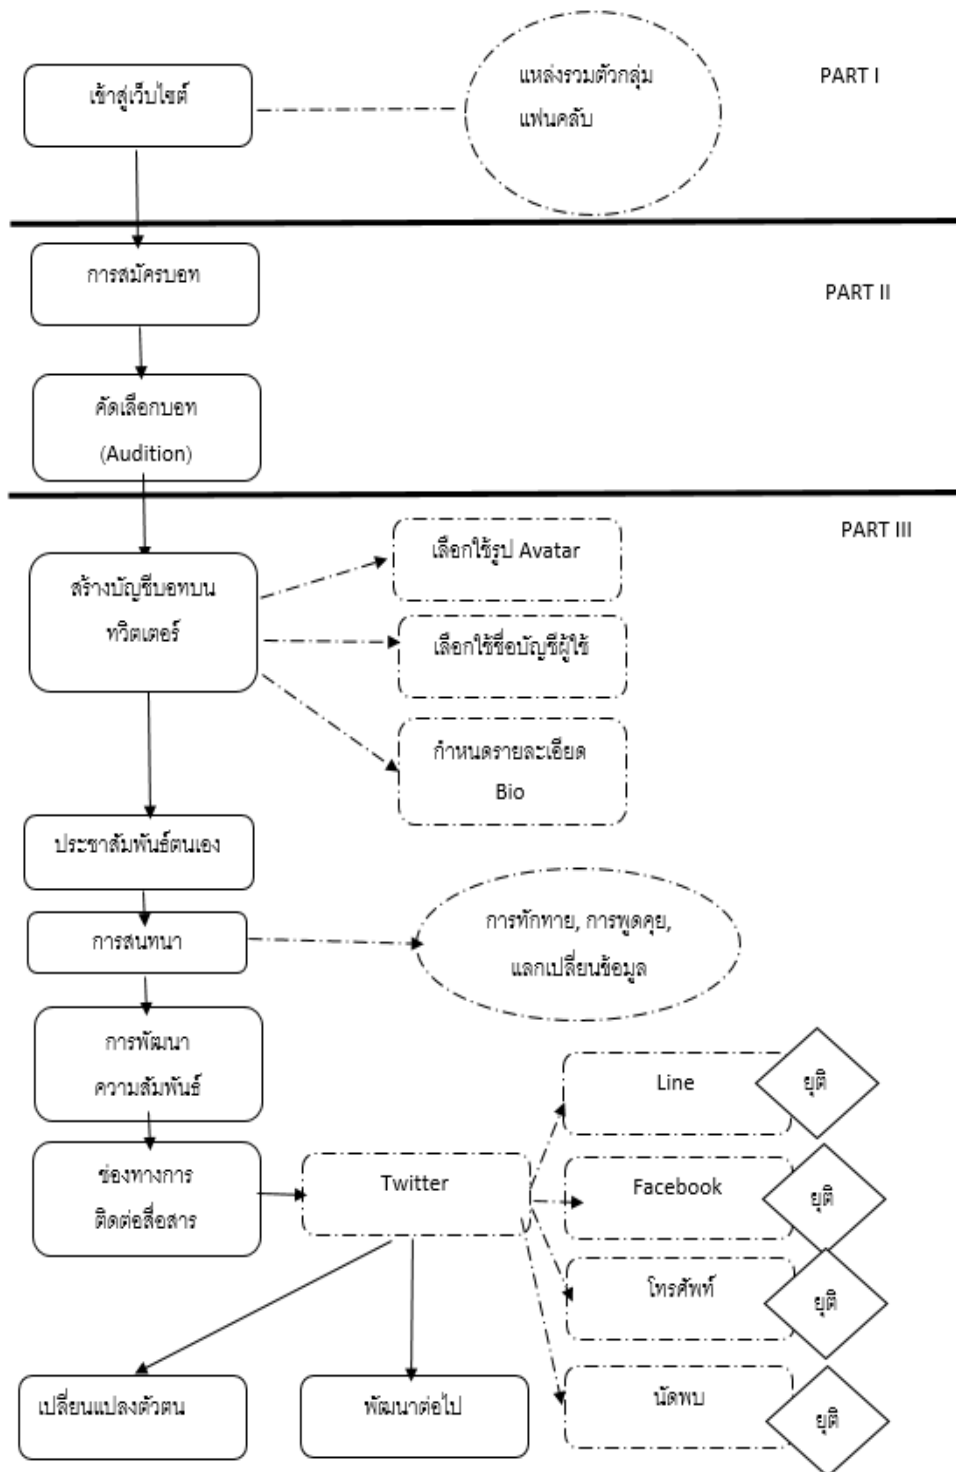 แหล่งรวมตัวกลุ่ม
แฟนคลับ
PART I
เข้าสู่เว็บไซต์
การสมัครบอท
PART II
คัดเลือกบอท
(Audition)
PART III
เลือกใช้รูป Avatar
สร้างบัญชีบอทบน
ทวิตเตอร์
เลือกใช้ชื่อบัญชีผู้ใช้
กำหนดรายละเอียด
Bio
ประชาสัมพันธ์ตนเอง
การทักทาย, การพูดคุย,
แลกเปลี่ยนข้อมูล
การสนทนา
การพัฒนา
ความสัมพันธ์
Line
ยุติ
ช่องทางการ
ติดต่อสื่อสาร
Twitter
Facebook
ยุติ
โทรศัพท์
ยุติ
เปลี่ยนแปลงตัวตน
พัฒนาต่อไป
นัดพบ
ยุติ